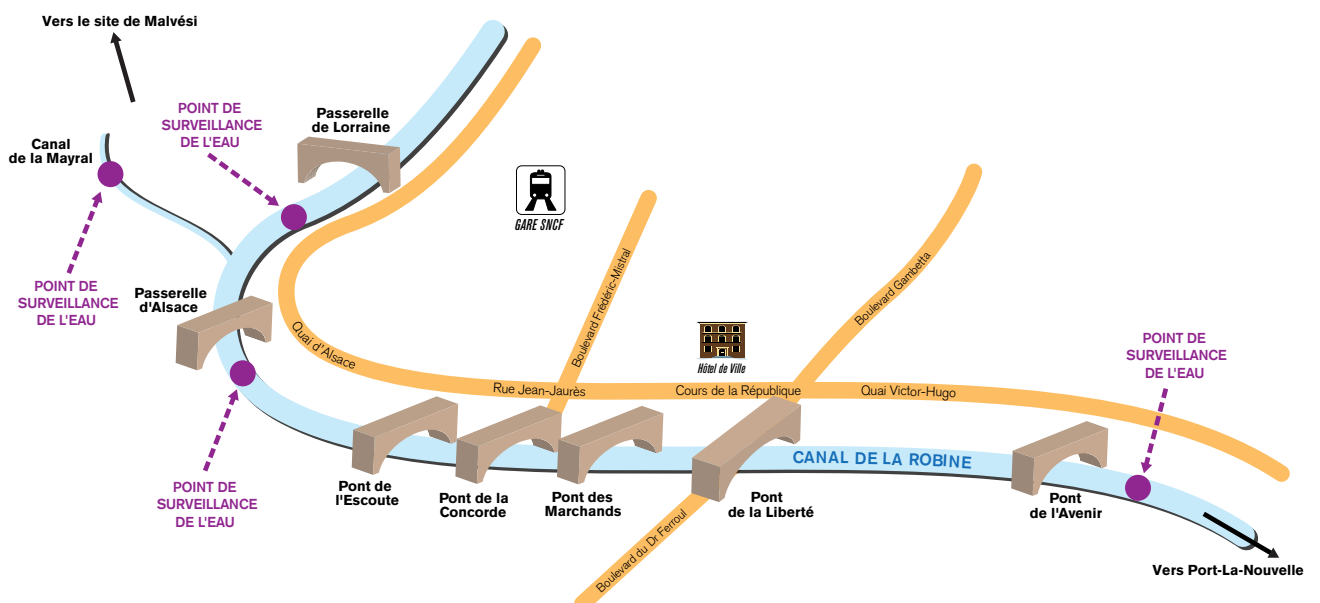 Vers le site de Malvési
POINT DE
SURVEILLANCE
DE L'EAU
Passerelle
de Lorraine
Canal
de la Mayral
GARE SNCF
POINT DE
SURVEILLANCE
DE L'EAU
Passerelle
d'Alsace
Quai d'Alsace
Boulevard Frédéric-Mistral
Boulevard Gambetta
Hôtel de Ville
POINT DE
SURVEILLANCE
DE L'EAU
Rue Jean-Jaurès
Cours de la République
Quai Victor-Hugo
CANAL DE LA ROBINE
POINT DE
SURVEILLANCE
DE L'EAU
Pont de
l'Escoute
Pont de la
Concorde
Pont des
Marchands
Pont
de la Liberté
Pont
de l'Avenir
Boulevard du Dr Ferroul
Vers Port-La-Nouvelle